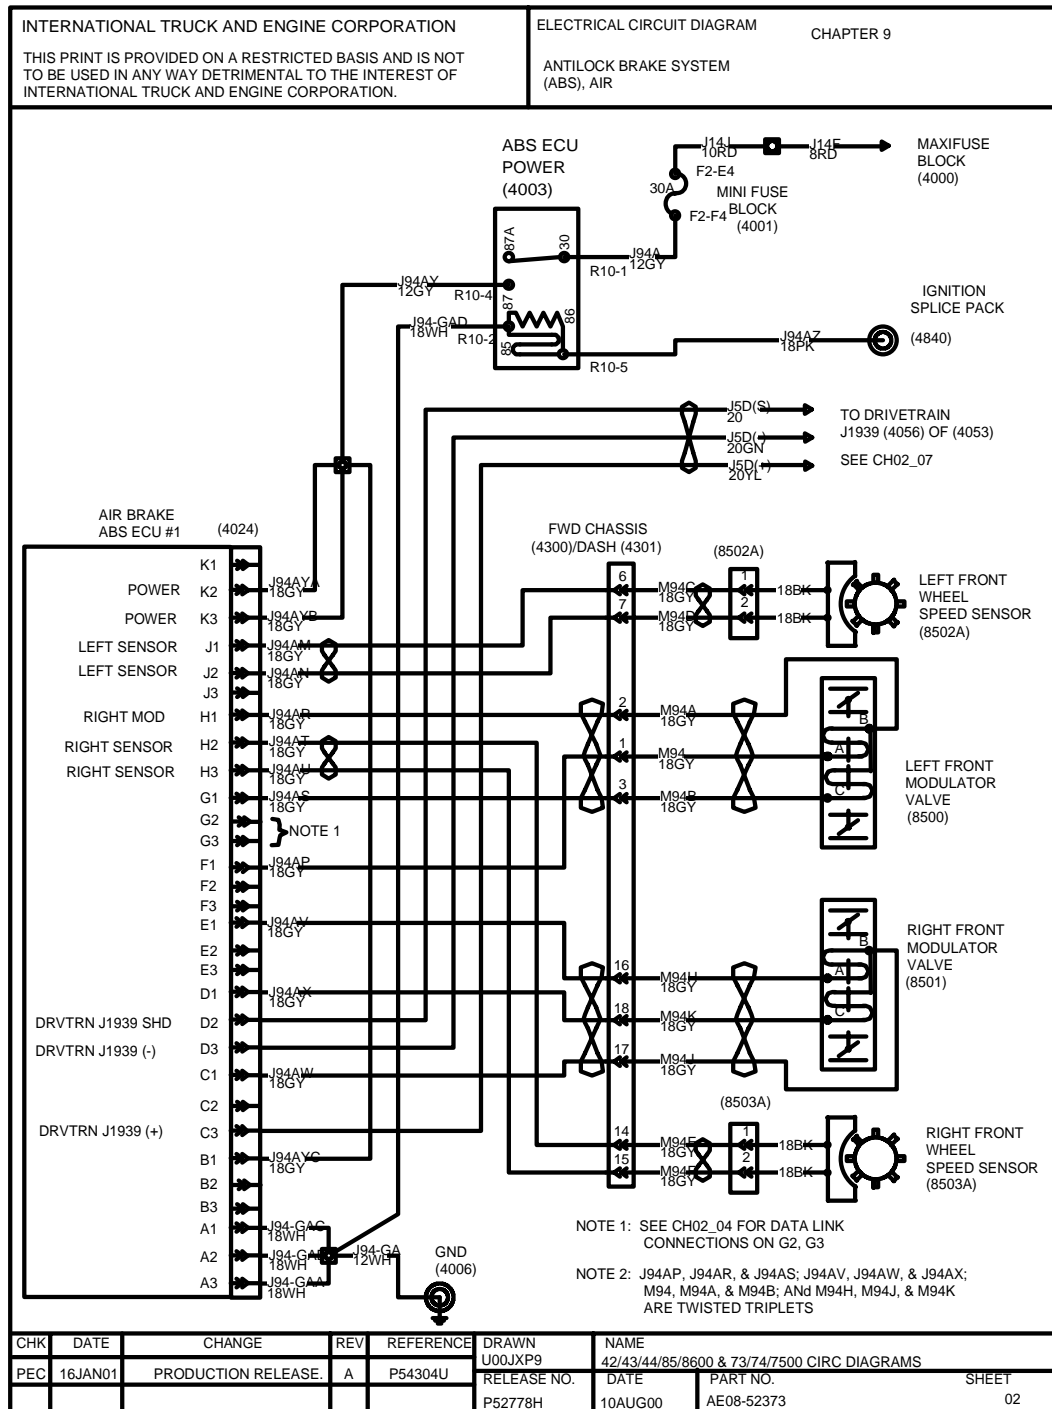 INTERNATIONAL TRUCK AND ENGINE CORPORATION
THIS PRINT IS PROVIDED ON A RESTRICTED BASIS AND IS NOT
TO BE USED IN ANY WAY DETRIMENTAL TO THE INTEREST OF
INTERNATIONAL TRUCK AND ENGINE CORPORATION.
ELECTRICAL CIRCUIT DIAGRAM
CHAPTER 9
ANTILOCK BRAKE SYSTEM
(ABS), AIR
ABS ECU
POWER
(4003)
J14J
10RD
J14E
8RD
MAXIFUSE
BLOCK
(4000)
F2-E4
30A
MINI FUSE
BLOCK
(4001)
F2-F4
87A
30
J94A
12GY
R10-1
J94AY
12GY
R10-4
87
86
J94-GAD
18WH
R10-2
85
R10-5
J94AZ
18PK
IGNITION
SPLICE PACK
(4840)
J5D(S)
20
J5D(-)
20GN
J5D(+)
20YL
TO DRIVETRAIN
J1939 (4056) OF (4053)
SEE CH02_07
AIR BRAKE
ABS ECU #1
(4024)
FWD CHASSIS
(4300)/DASH (4301)
(8502A)
K1
POWER K2 J94AYA
18GY
POWER K3 J94AYB
18GY
LEFT SENSOR J1 J94AM
18GY
LEFT SENSOR J2 J94AN
18GY
J3
RIGHT MOD H1 J94AR
18GY
RIGHT SENSOR H2 J94AT
18GY
RIGHT SENSOR H3 J94AU
18GY
G1 J94AS
18GY
G2
G3
NOTE 1
F1 J94AP
18GY
F2
F3
E1 J94AV
18GY
E2
E3
D1 J94AX
18GY
DRVTRN J1939 SHD D2
DRVTRN J1939 (-) D3
C1 J94AW
18GY
C2
DRVTRN J1939 (+) C3
B1 J94AYC
18GY
B2
B3
A1 J94-GAC
18WH
A2 J94-GAB
18WH
A3 J94-GAA
18WH
J94-GA
12WH
GND
(4006)
6 M94C
18GY
1 18BK
7 M94D
18GY
2 18BK
LEFT FRONT
WHEEL
SPEED SENSOR
(8502A)
2 M94A
18GY
1 M94
18GY
3 M94B
18GY
B
A
C
LEFT FRONT
MODULATOR
VALVE
(8500)
16 M94H
18GY
18 M94K
18GY
17 M94J
18GY
B
A
C
RIGHT FRONT
MODULATOR
VALVE
(8501)
(8503A)
14 M94E
18GY
1 18BK
15 M94F
18GY
2 18BK
RIGHT FRONT
WHEEL
SPEED SENSOR
(8503A)
NOTE 1: SEE CH02_04 FOR DATA LINK
CONNECTIONS ON G2, G3
NOTE 2: J94AP, J94AR, & J94AS; J94AV, J94AW, & J94AX;
M94, M94A, & M94B; ANd M94H, M94J, & M94K
ARE TWISTED TRIPLETS
CHK DATE CHANGE REV REFERENCE
PEC 16JAN01 PRODUCTION RELEASE. A P54304U
DRAWN
U00JXP9
NAME
42/43/44/85/8600 & 73/74/7500 CIRC DIAGRAMS
RELEASE NO.
P52778H
DATE
10AUG00
PART NO.
AE08-52373
SHEET
02